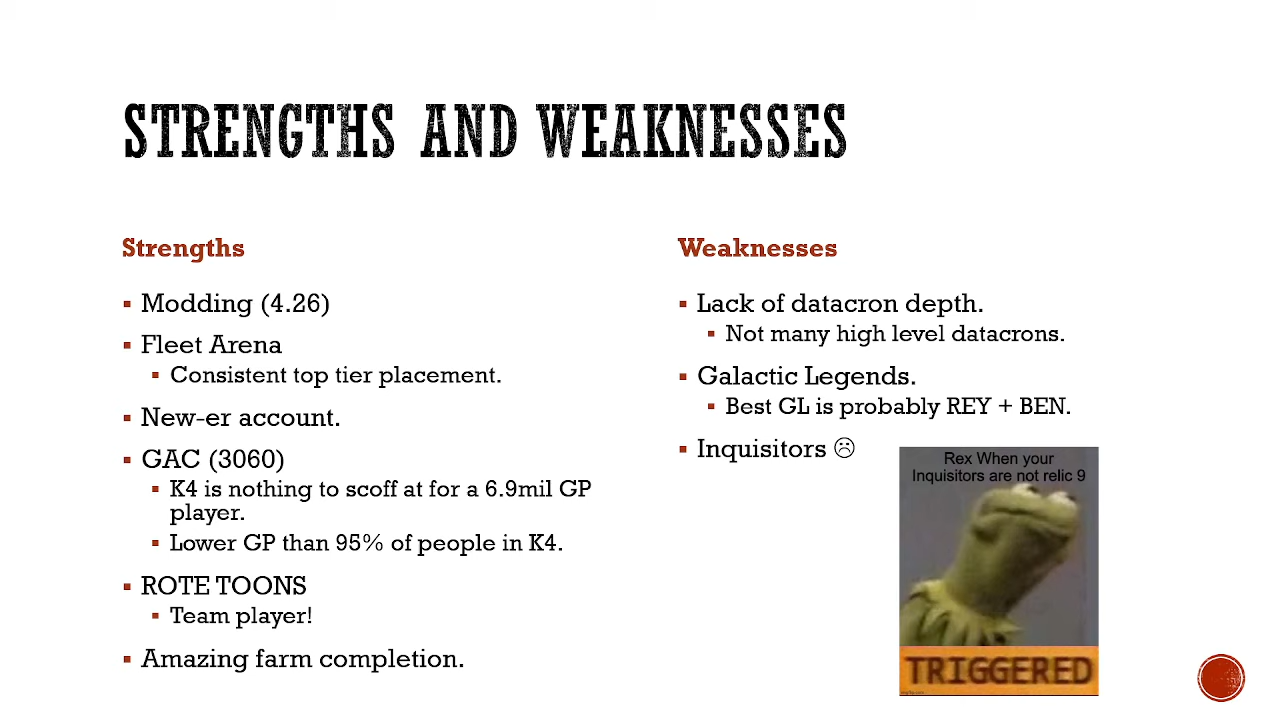 STRENGTHS AND WEAKNESSES
Strengths
▪ Modding (4.26)
▪ Fleet Arena
▪ Consistent top tier placement.
▪ New-er account.
▪ GAC (3060)
▪ K4 is nothing to scoff at for a 6.9mil GP
player.
▪ Lower GP than 95% of people in K4.
▪ ROTE TOONS
▪ Team player!
▪ Amazing farm completion.
Weaknesses
▪ Lack of datacron depth.
▪ Not many high level datacrons.
▪ Galactic Legends.
▪ Best GL is probably REY + BEN.
▪ Inquisitors ☹
Rex When your
Inquisitors are not relic 9
TRIGGERED